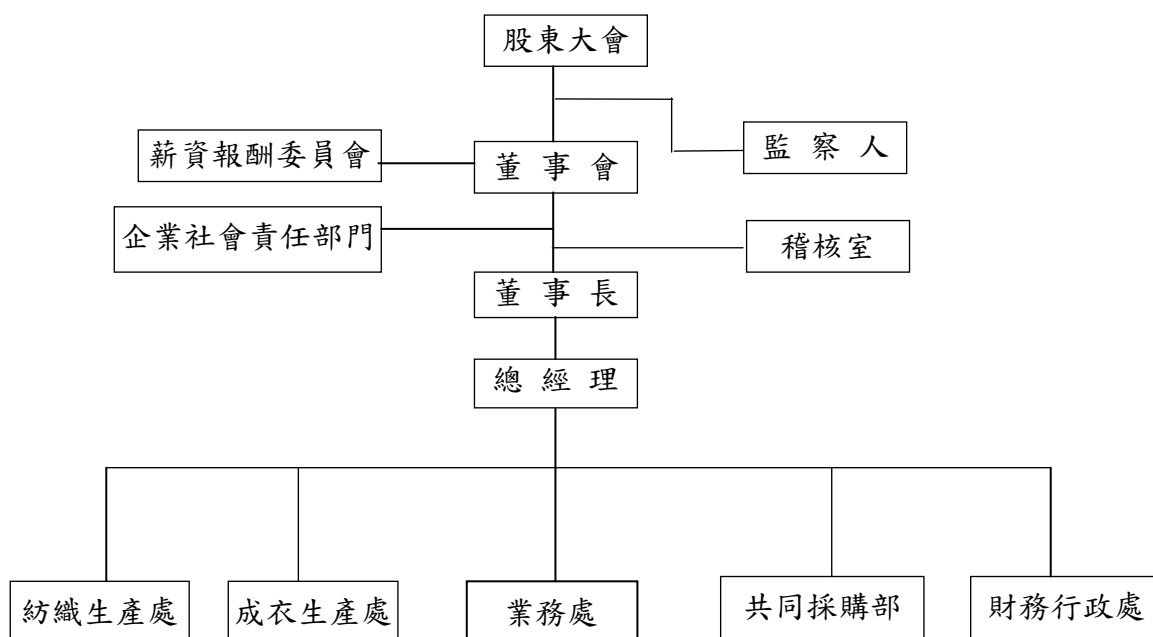 股東大會
監 察 人
薪資報酬委員會
董 事 會
企業社會責任部門
稽核室
董 事 長
總 經 理
紡織生產處
成衣生產處
業務處
共同採購部
財務行政處